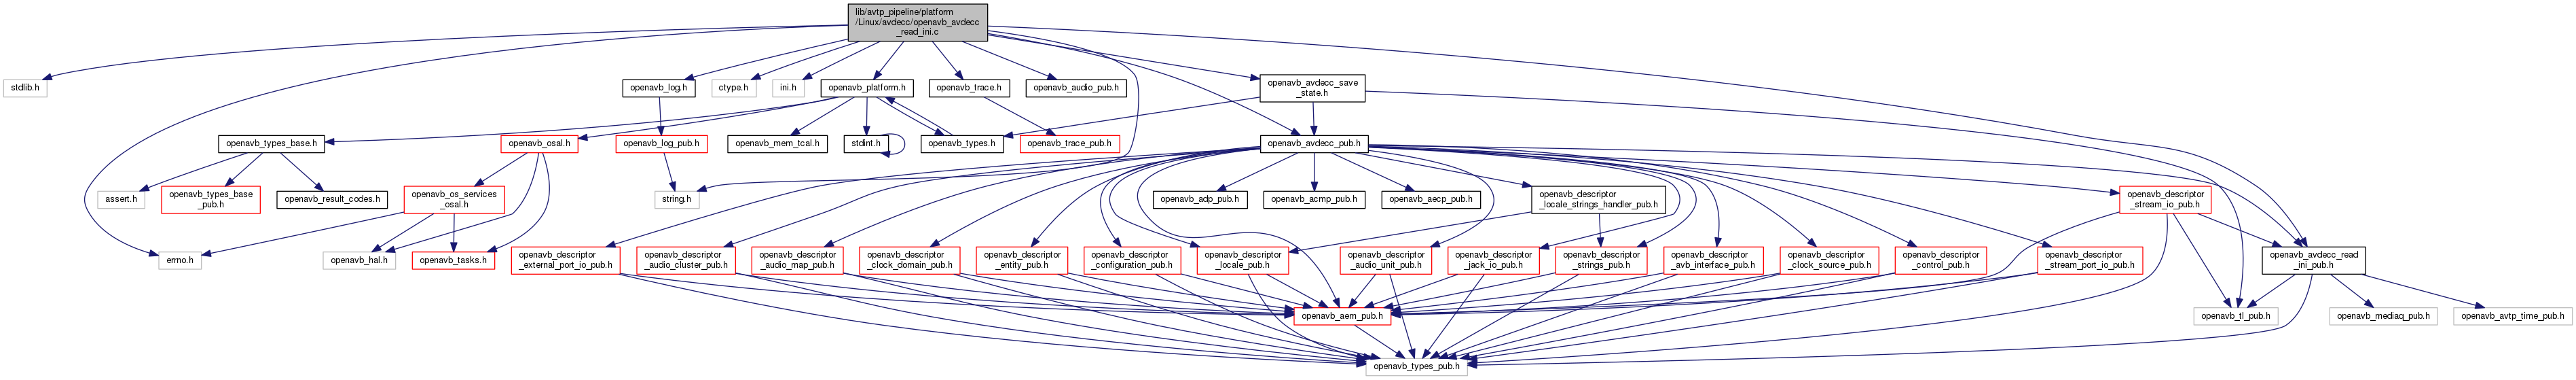 lib/avtp_pipeline/platform
/Linux/avdecc/openavb_avdecc
_read_ini.c
stdlib.h
openavb_log.h
ctype.h
ini.h
openavb_platform.h
openavb_trace.h
openavb_audio_pub.h
openavb_avdecc_save
_state.h
openavb_types_base.h
openavb_osal.h
openavb_log_pub.h
openavb_mem_tcal.h
stdint.h
openavb_types.h
openavb_trace_pub.h
openavb_avdecc_pub.h
assert.h
openavb_types_base
_pub.h
openavb_result_codes.h
openavb_os_services
_osal.h
string.h
openavb_adp_pub.h
openavb_acmp_pub.h
openavb_aecp_pub.h
openavb_descriptor
_locale_strings_handler_pub.h
openavb_descriptor
_stream_io_pub.h
errno.h
openavb_hal.h
openavb_tasks.h
openavb_descriptor
_external_port_io_pub.h
openavb_descriptor
_audio_cluster_pub.h
openavb_descriptor
_audio_map_pub.h
openavb_descriptor
_clock_domain_pub.h
openavb_descriptor
_entity_pub.h
openavb_descriptor
_configuration_pub.h
openavb_descriptor
_locale_pub.h
openavb_descriptor
_audio_unit_pub.h
openavb_descriptor
_jack_io_pub.h
openavb_descriptor
_strings_pub.h
openavb_descriptor
_avb_interface_pub.h
openavb_descriptor
_clock_source_pub.h
openavb_descriptor
_control_pub.h
openavb_descriptor
_stream_port_io_pub.h
openavb_avdecc_read
_ini_pub.h
openavb_aem_pub.h
openavb_tl_pub.h
openavb_mediaq_pub.h
openavb_avtp_time_pub.h
openavb_types_pub.h